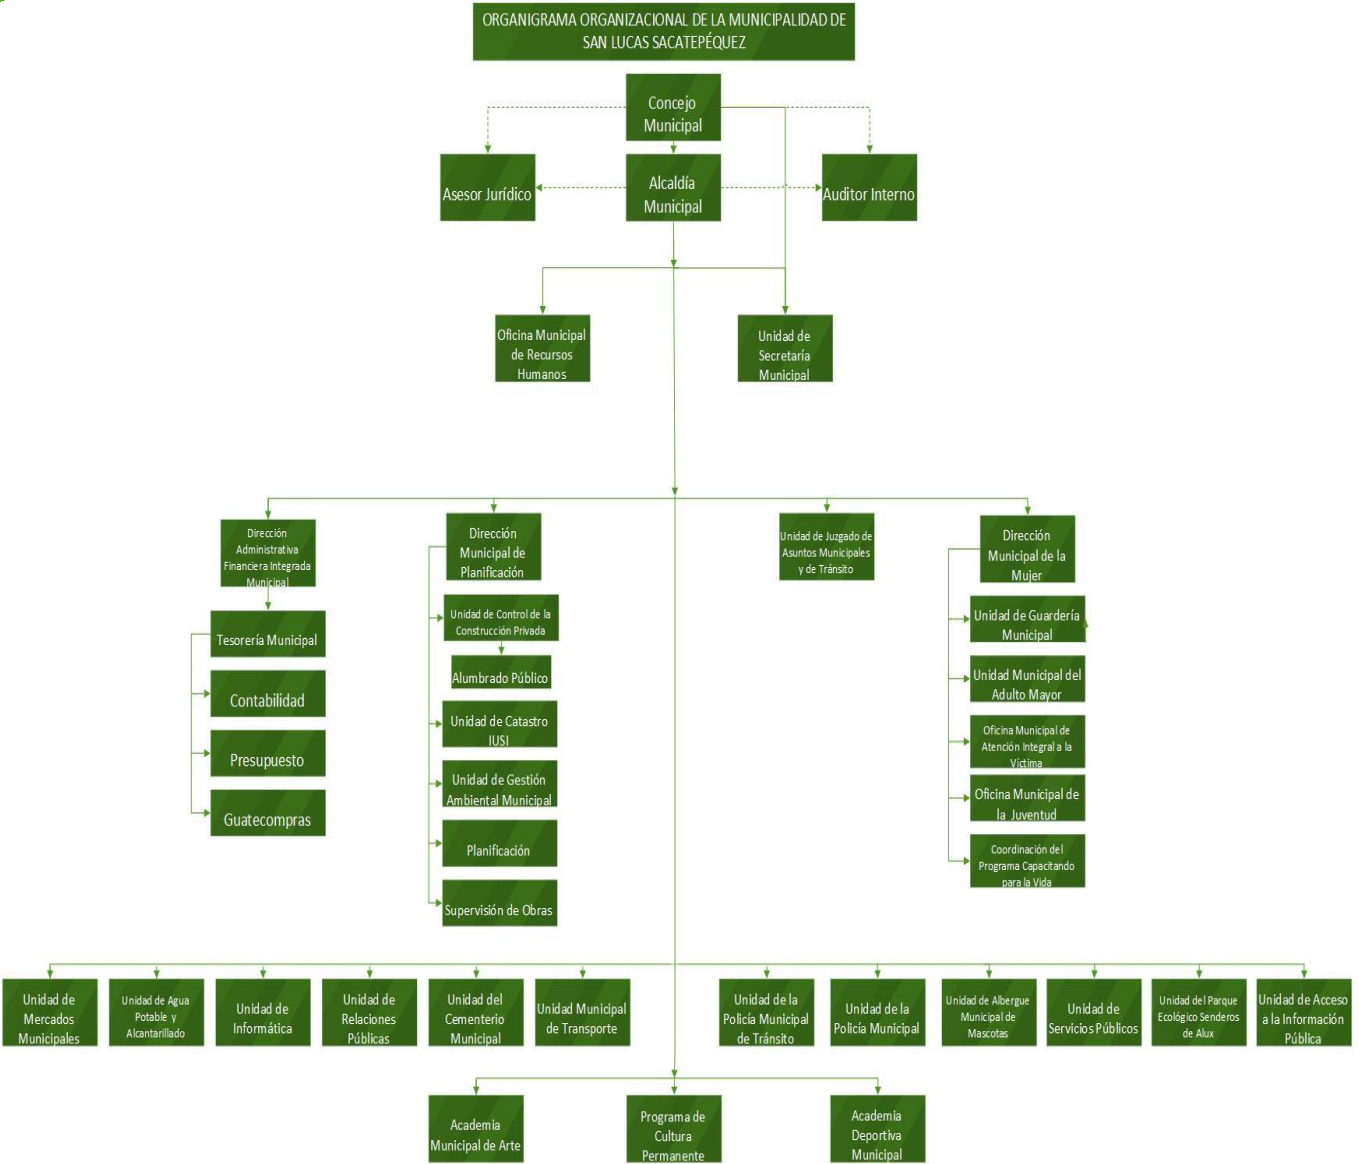 ORGANIGRAMA ORGANIZACIONAL DE LA MUNICIPALIDAD DE
SAN LUCAS SACATEPÉQUEZ
Concejo
Municipal
Asesor Jurídico
Alcaldía
Municipal
Auditor Interno
Oficina Municipal
de Recursos
Humanos
Unidad de
Secretaría
Municipal
Dirección
Administrativa
Financiera Integrada
Municipal
Tesorería Municipal
Contabilidad
Presupuesto
Guatecompras
Dirección
Municipal de
Planificación
Unidad de Control de la
Construcción Privada
Alumbrado Público
Unidad de Catastro
IUSI
Unidad de Gestión
Ambiental Municipal
Planificación
Supervisión de Obras
Unidad de Juzgado de
Asuntos Municipales
y de Tránsito
Dirección
Municipal de la
Mujer
Unidad de Guardería
Municipal
Unidad Municipal del
Adulto Mayor
Oficina Municipal de
Atención Integral a la
Víctima
Oficina Municipal de
la Juventud
Coordinación del
Programa Capacitando
para la Vida
Unidad de
Mercados
Municipales
Unidad de Agua
Potable y
Alcantarillado
Unidad de
Informática
Unidad de
Relaciones
Públicas
Unidad del
Cementerio
Municipal
Unidad Municipal
de Transporte
Unidad de la
Policía Municipal
de Tránsito
Unidad de la
Policía Municipal
Unidad de Albergue
Municipal de
Mascotas
Unidad de
Servicios Públicos
Unidad del Parque
Ecológico Senderos
de Alux
Unidad de Acceso
a la Información
Pública
Academia
Municipal de Arte
Programa de
Cultura
Permanente
Academia
Deportiva
Municipal